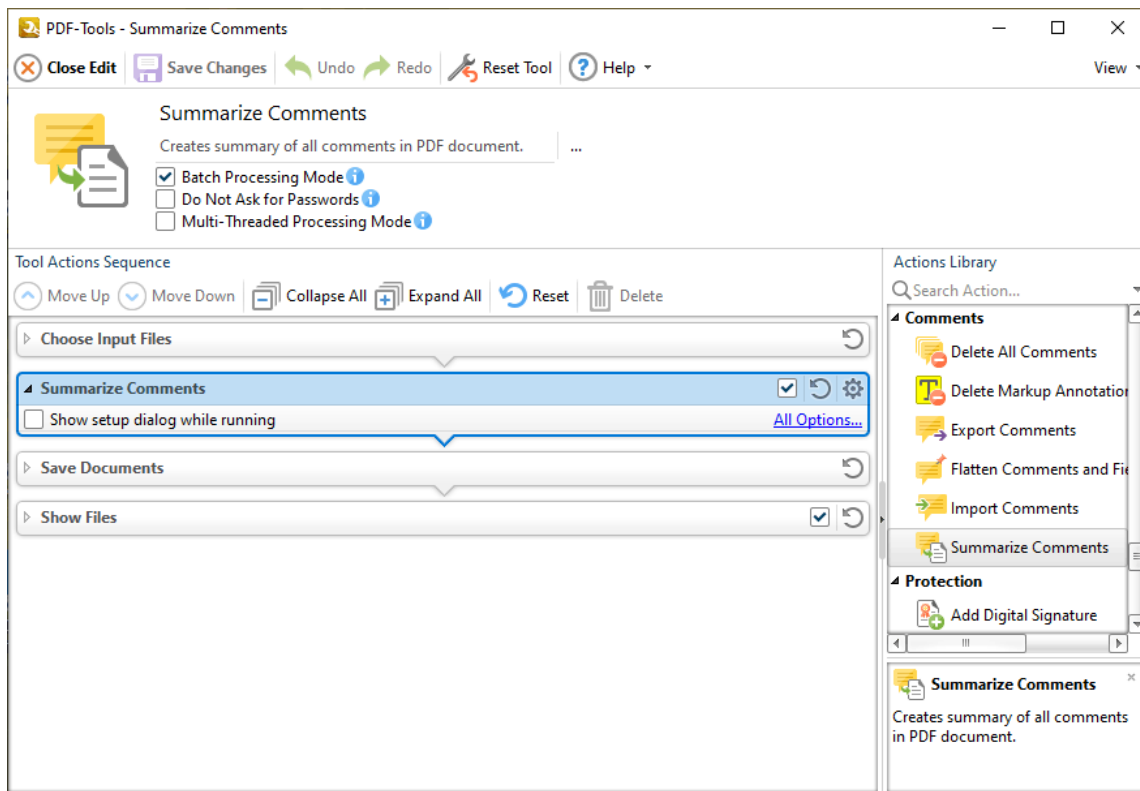 PDF-Tools - Summarize Comments
Close Edit Save Changes Undo Redo Reset Tool Help View
Summarize Comments
Creates summary of all comments in PDF document. ...
Batch Processing Mode
Do Not Ask for Passwords
Multi-Threaded Processing Mode
Tool Actions Sequence
Move Up Move Down Collapse All Expand All Reset Delete
Choose Input Files
Summarize Comments
Show setup dialog while running All Options...
Save Documents
Show Files
Actions Library
Search Action...
Comments
Delete All Comments
Delete Markup Annotation
Export Comments
Flatten Comments and Fie
Import Comments
Summarize Comments
Protection
Add Digital Signature
Summarize Comments
Creates summary of all comments
in PDF document.